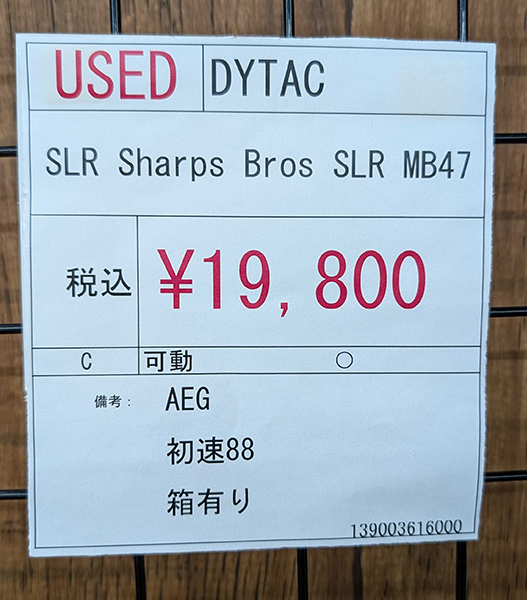 USED DYTAC
SLR Sharps Bros SLR MB47
税込 ¥19,800
C 可動 ○
備考: AEG
初速88
箱有り
139003616000